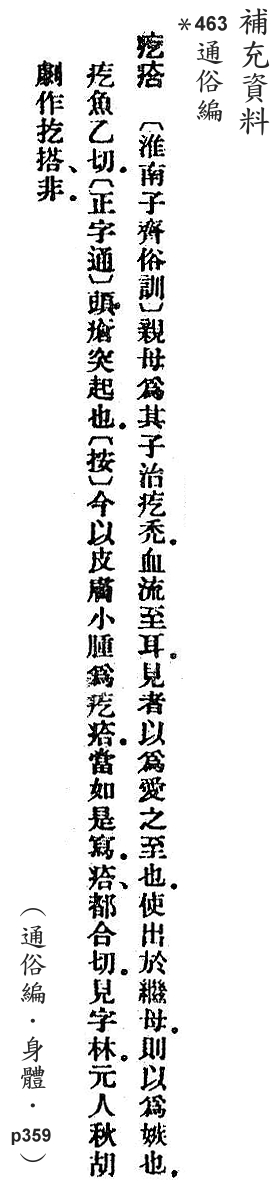 補充資料
*463通俗編
疙瘩 〔淮南子齊俗訓〕親母爲其子治疙禿。血流至耳。見者以爲愛之至也。使出於繼母。則以爲嫉也。
疙魚乙切。〔正字通〕頭瘡突起也。〔按〕今以皮膚小腫爲疙瘩。當如是寫。瘩、都合切。見字林。元人秋胡
劇作扢搭、非。
（通俗編・身體・p359）